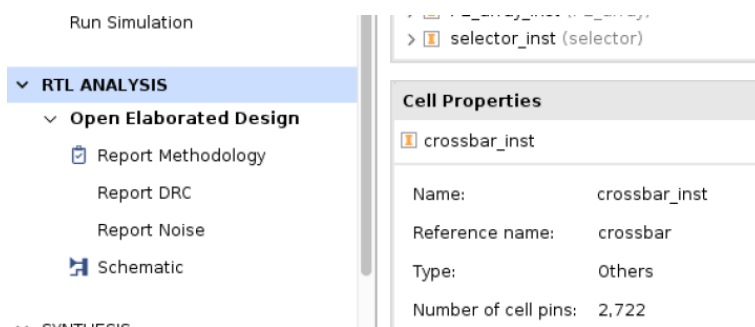 Run Simulation
selector_inst (selector)
RTL ANALYSIS
Open Elaborated Design
Report Methodology
Report DRC
Report Noise
Schematic
Cell Properties
crossbar_inst
Name: crossbar_inst
Reference name: crossbar
Type: Others
Number of cell pins: 2,722